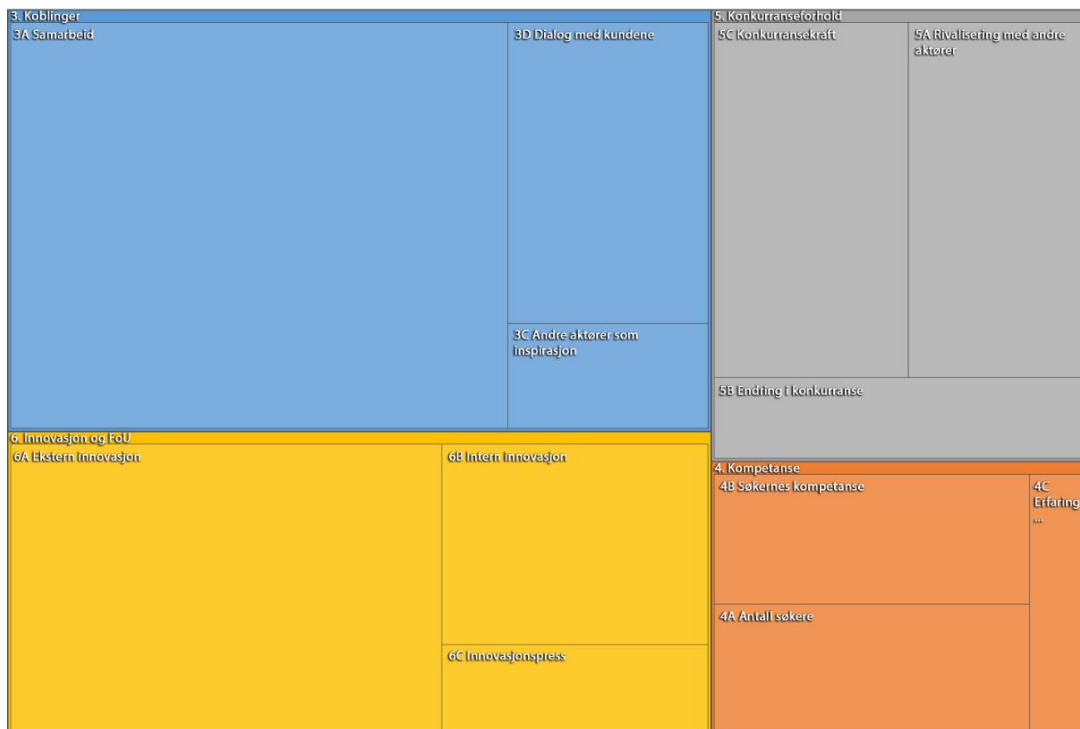 3. Koblinger
3A Samarbeid
3D Dialog med kundene
3C Andre aktører som
inspirasjon
5. Konkurranseforhold
5C Konkurransekraft
5A Rivalisering med andre
aktører
5B Endring i konkurranse
6. Innovasjon og FoU
6A Ekstern innovasjon
6B Intern innovasjon
6C Innovasjonspress
4. Kompetanse
4B Søkernes kompetanse
4C
Erfaring
...
4A Antall søkere